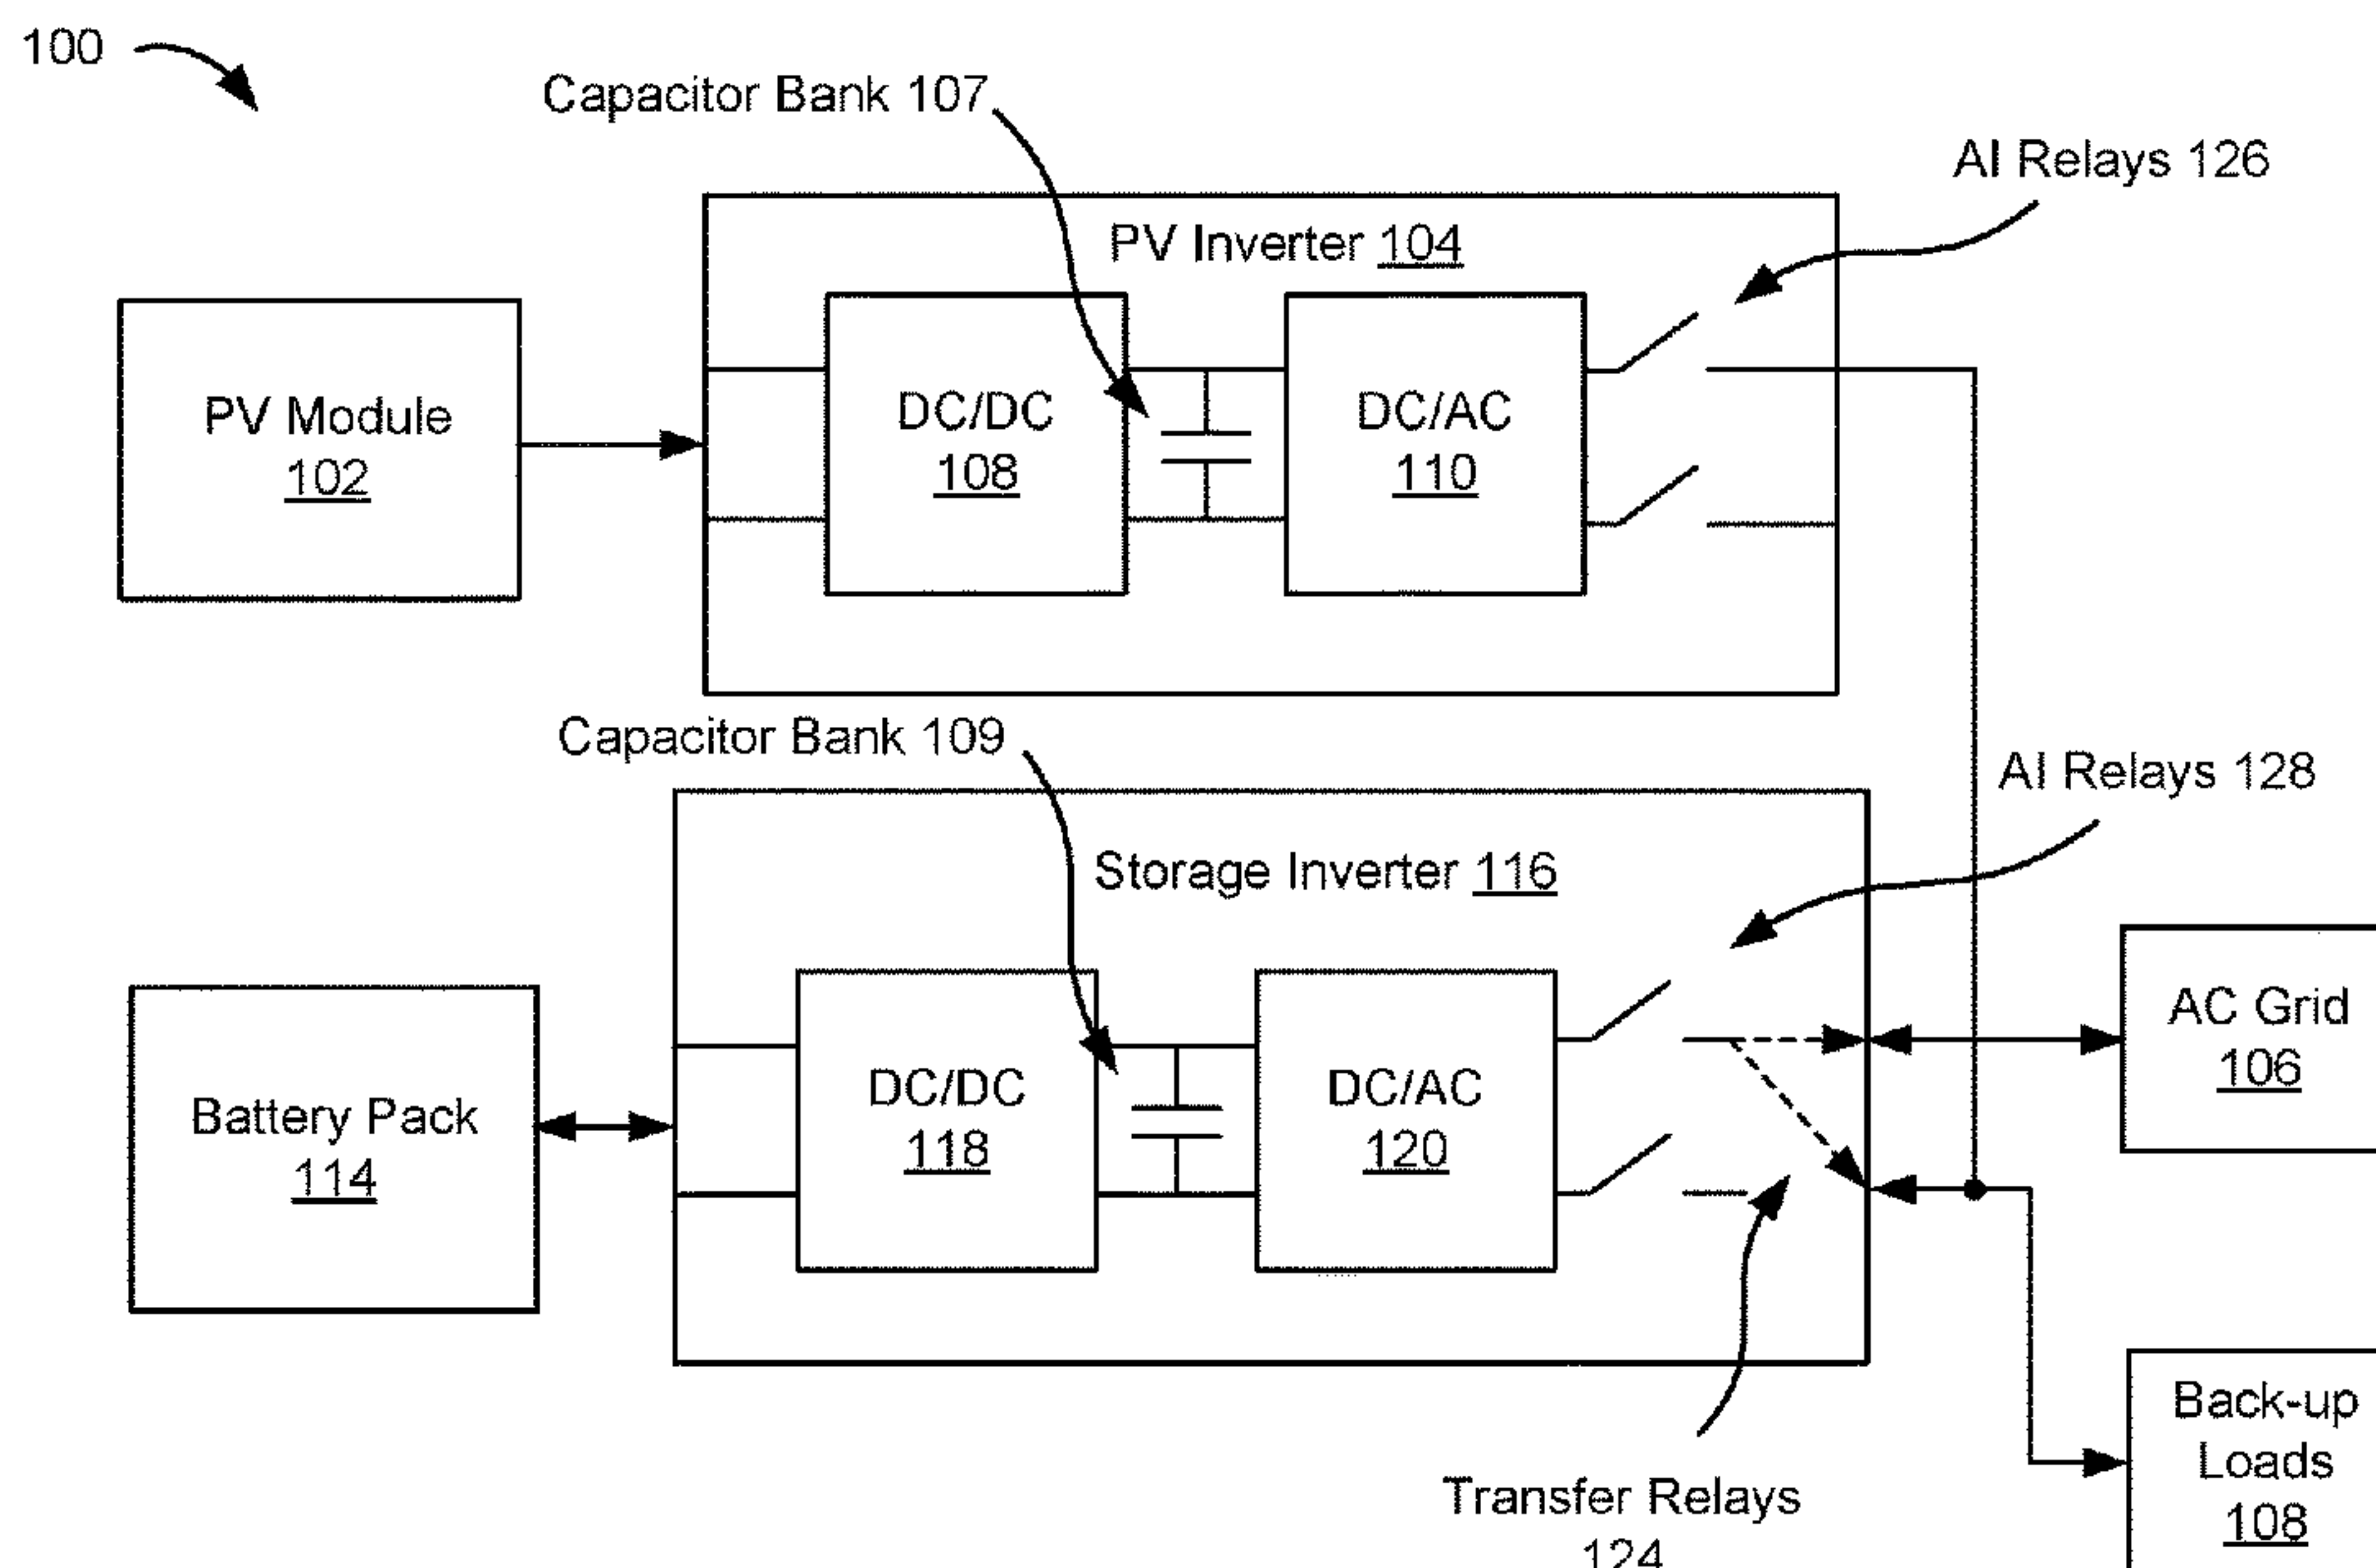 100
Capacitor Bank 107
AI Relays 126
PV Inverter 104
PV Module
102
DC/DC
108
DC/AC
110
Capacitor Bank 109
AI Relays 128
Storage Inverter 116
Battery Pack
114
DC/DC
118
DC/AC
120
AC Grid
106
Back-up
Loads
108
Transfer Relays
124